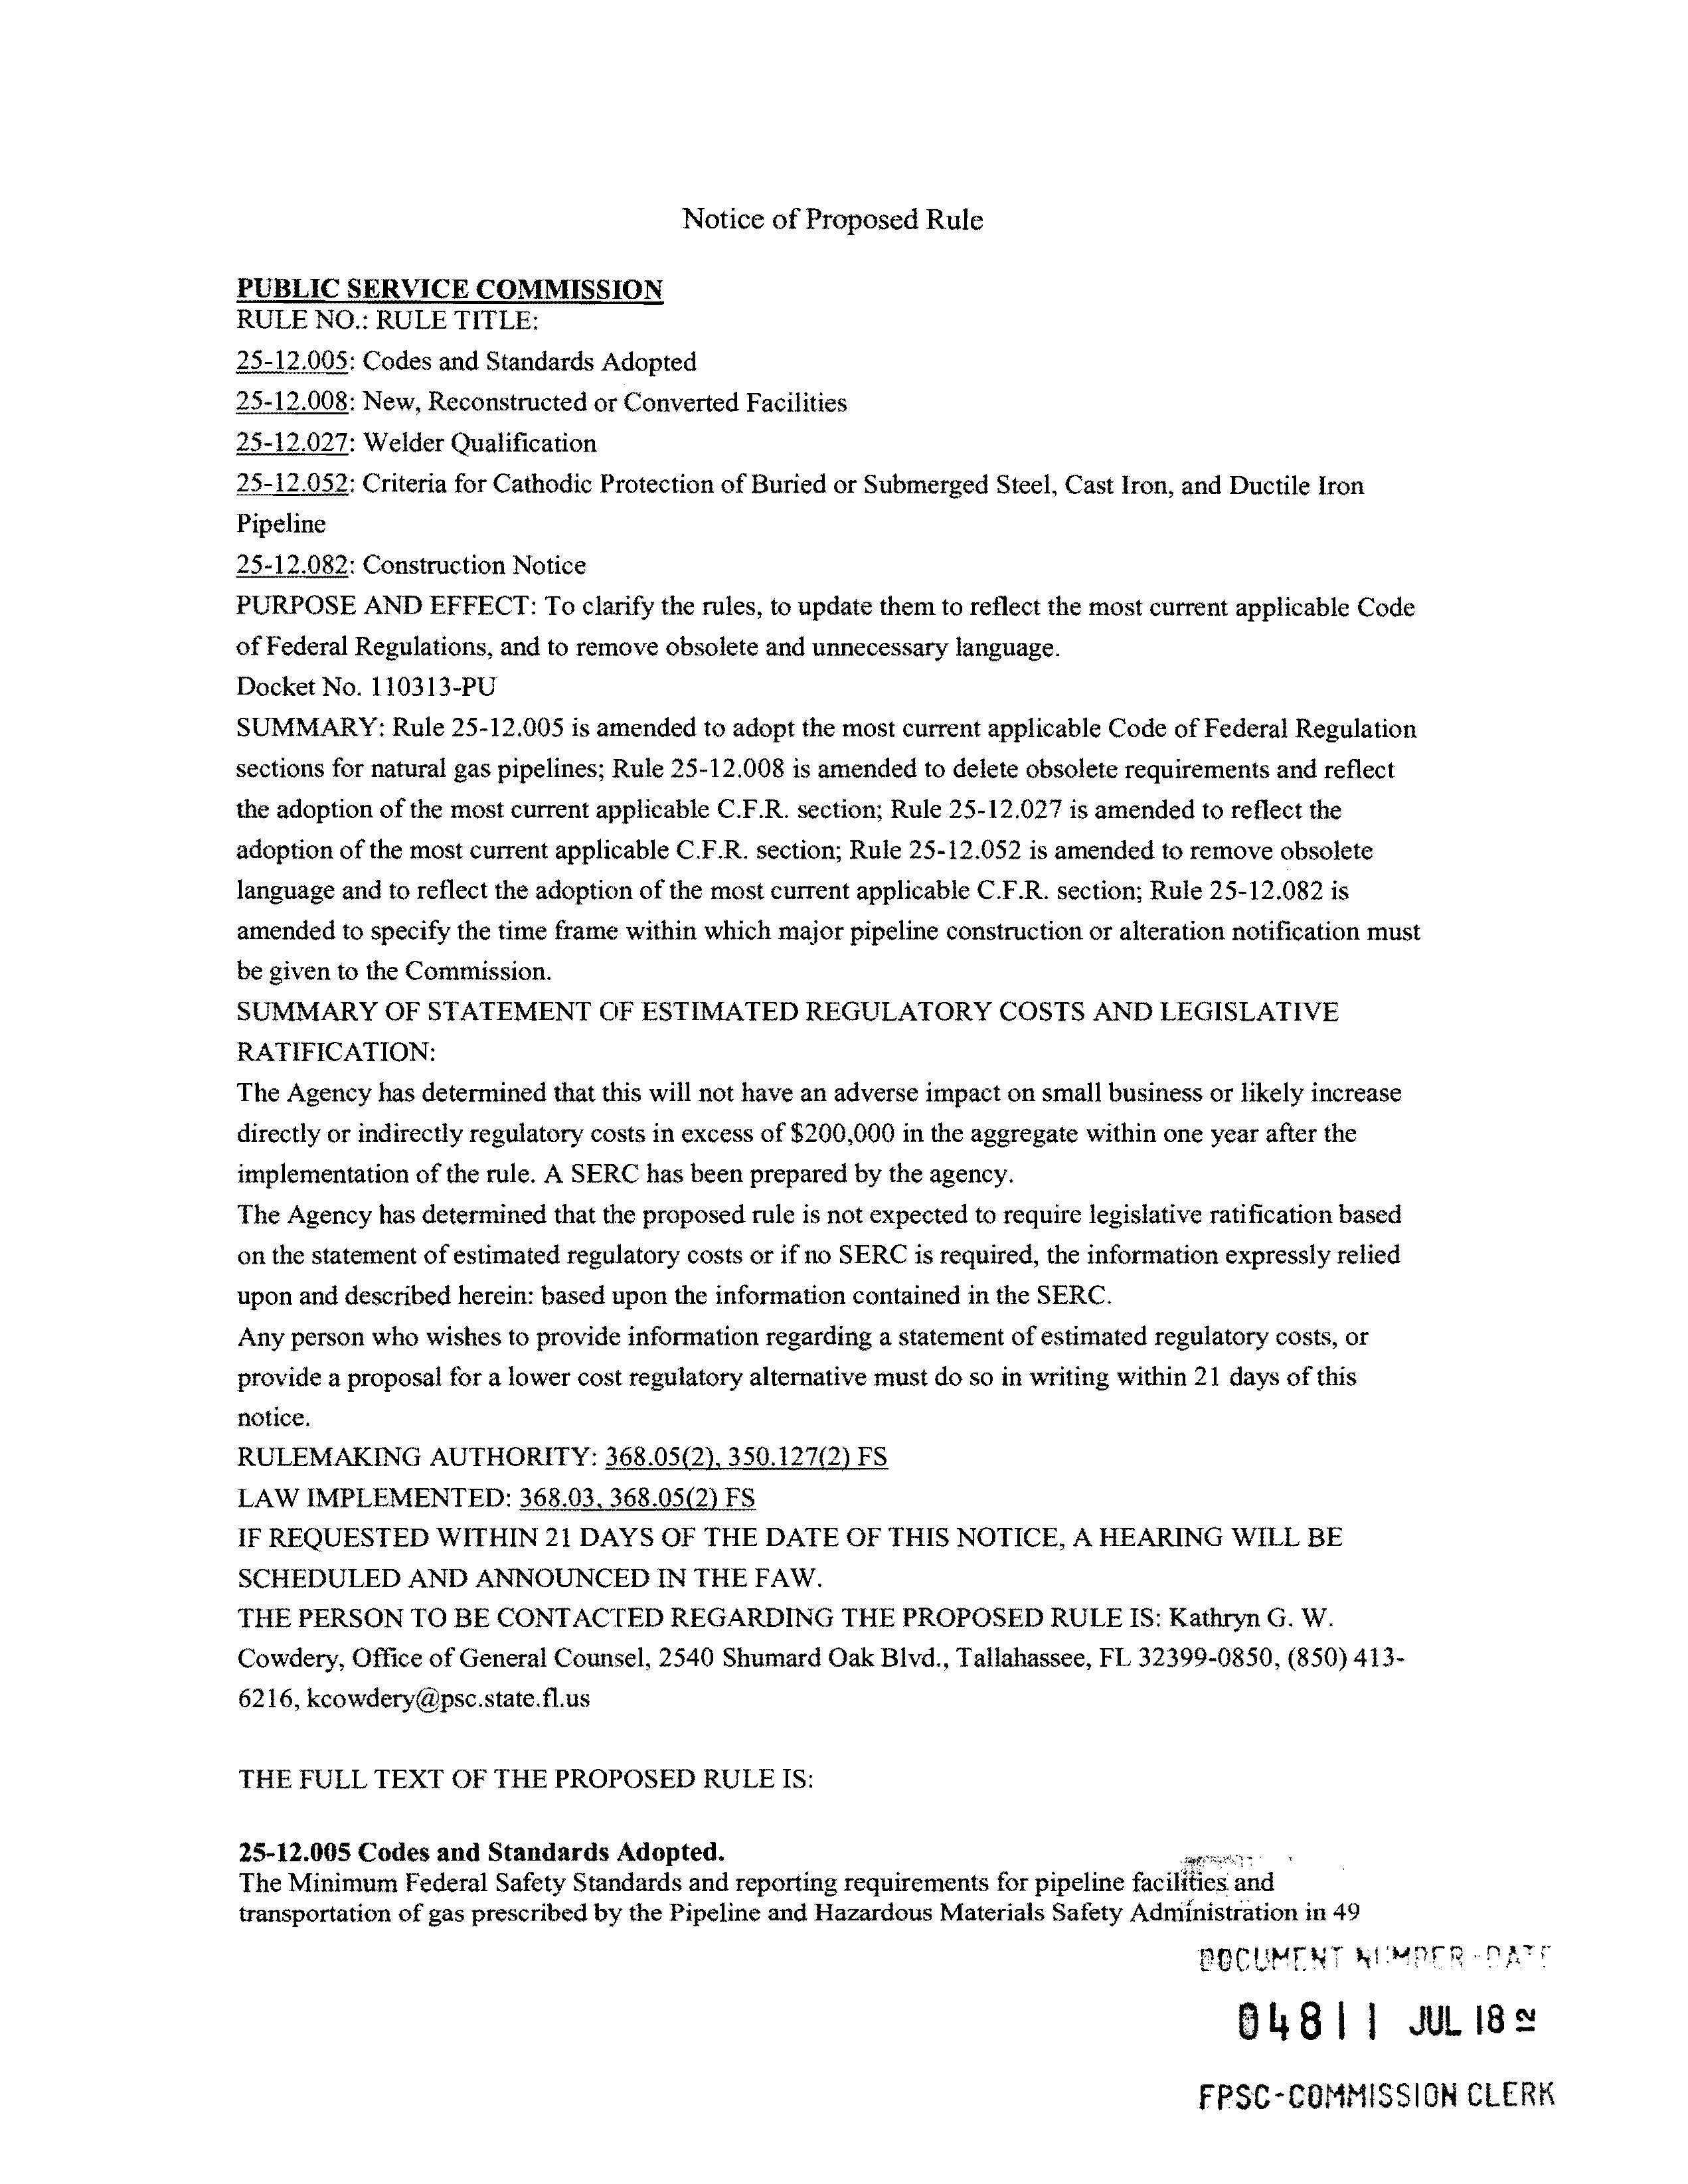 Notice of Proposed Rule
PUBLIC SERVICE COMMISSION
RULE NO.: RULE TITLE:
25-12.005: Codes and Standards Adopted
25-12.008: New, Reconstructed or Converted Facilities
25-12.027: Welder Qualification
25-12.052: Criteria for Cathodic Protection of Buried or Submerged Steel, Cast Iron, and Ductile Iron
Pipeline
25-12.082: Construction Notice
PURPOSE AND EFFECT: To clarify the rules, to update them to reflect the most current applicable Code
of Federal Regulations, and to remove obsolete and unnecessary language.
Docket No. 110313-PU
SUMMARY: Rule 25-12.005 is amended to adopt the most current applicable Code of Federal Regulation
sections for natural gas pipelines; Rule 25-12.008 is amended to delete obsolete requirements and reflect
the adoption of the most current applicable C.F.R. section; Rule 25-12.027 is amended to reflect the
adoption of the most current applicable C.F.R. section; Rule 25-12.052 is amended to remove obsolete
language and to reflect the adoption of the most current applicable C.F.R. section; Rule 25-12.082 is
amended to specify the time frame within which major pipeline construction or alteration notification must
be given to the Commission.
SUMMARY OF STATEMENT OF ESTIMATED REGULATORY COSTS AND LEGISLATIVE
RATIFICATION:
The Agency has determined that this will not have an adverse impact on small business or likely increase
directly or indirectly regulatory costs in excess of $200,000 in the aggregate within one year after the
implementation of the rule. A SERC has been prepared by the agency.
The Agency has determined that the proposed rule is not expected to require legislative ratification based
on the statement of estimated regulatory costs or if no SERC is required, the information expressly relied
upon and described herein: based upon the information contained in the SERC.
Any person who wishes to provide information regarding a statement of estimated regulatory costs, or
provide a proposal for a lower cost regulatory alternative must do so in writing within 21 days of this
notice.
RULEMAKING AUTHORITY: 368.05(2), 350.127(2) FS
LAW IMPLEMENTED: 368.03, 368.05(2) FS
IF REQUESTED WITHIN 21 DAYS OF THE DATE OF THIS NOTICE, A HEARING WILL BE
SCHEDULED AND ANNOUNCED IN THE FAW.
THE PERSON TO BE CONTACTED REGARDING THE PROPOSED RULE IS: Kathryn G. W.
Cowdery, Office of General Counsel, 2540 Shumard Oak Blvd., Tallahassee, FL 32399-0850, (850) 413-
6216, kcowdery@psc.state.fl.us
THE FULL TEXT OF THE PROPOSED RULE IS:
25-12.005 Codes and Standards Adopted.
The Minimum Federal Safety Standards and reporting requirements for pipeline facilities and
transportation of gas prescribed by the Pipeline and Hazardous Materials Safety Administration in 49
DOCUMENT NUMBER-DATE
04811 JUL 18 12
FPSC-COMMISSION CLERK